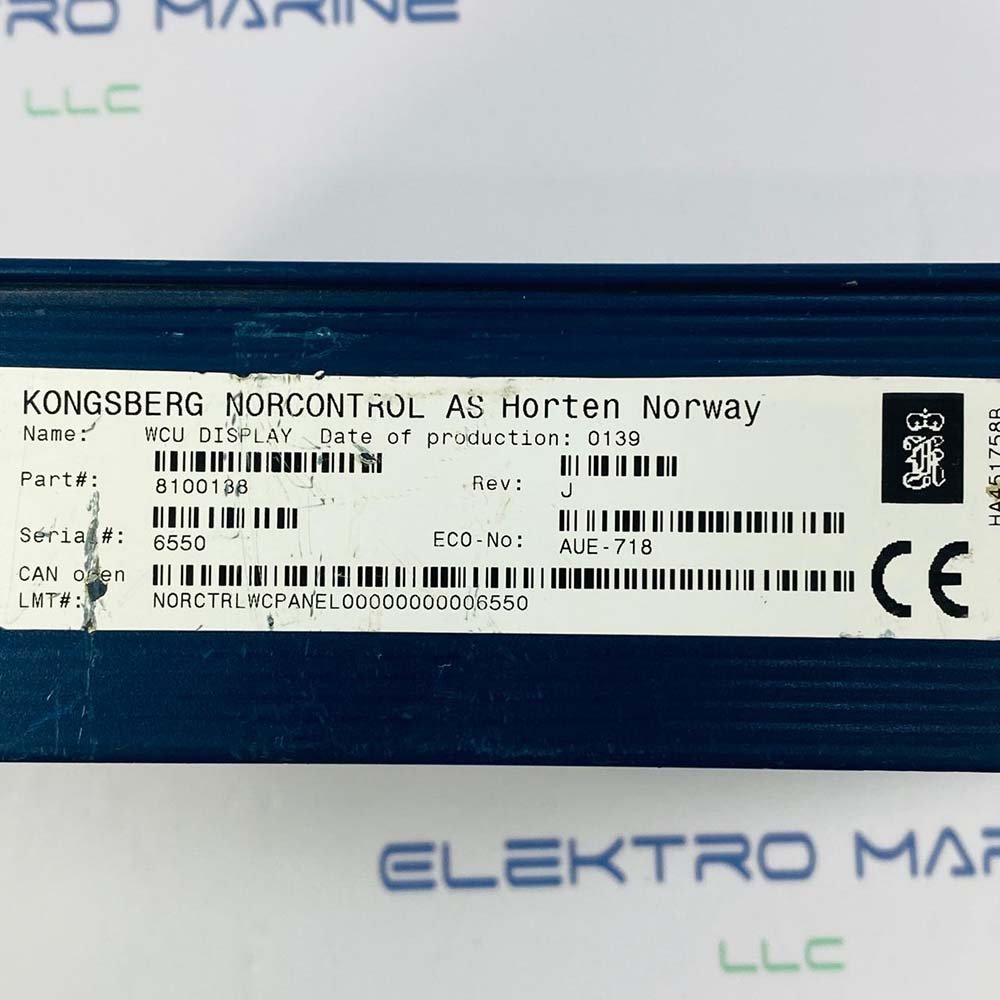 TRO MARINE
LLC
KONGSBERG NORCONTROL AS Horten Norway
Name: WCU DISPLAY Date of production: 0139
Part#: 8100138 Rev: J
Serial#: 6550 ECO-No: AUE-718
CAN open
LMT#: NORCTRLWCPANEL00000000006550
HA451758B
CE
ELEKTRO MAR
LLC